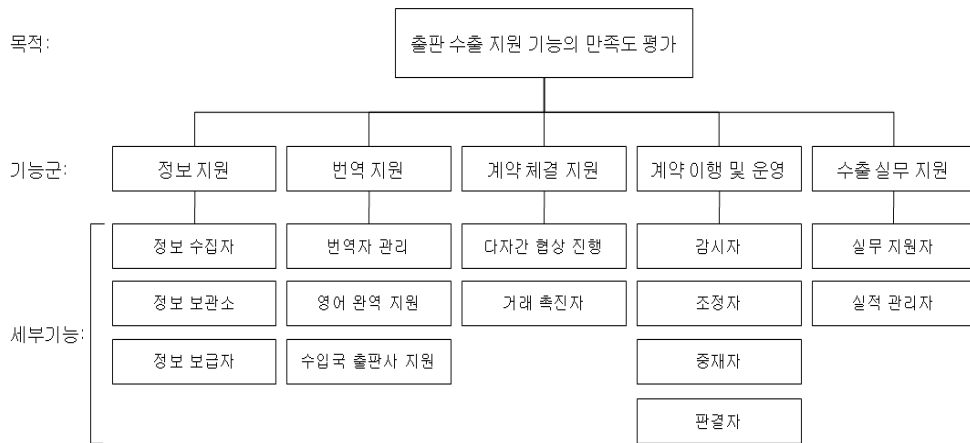 목적:
출판 수출 지원 기능의 만족도 평가
기능군:
정보 지원
번역 지원
계약 체결 지원
계약 이행 및 운영
수출 실무 지원
세부기능:
정보 수집자
번역자 관리
다자간 협상 진행
감시자
실무 지원자
정보 보관소
영어 완역 지원
거래 촉진자
조정자
실적 관리자
정보 보급자
수입국 출판사 지원
중재자
판결자